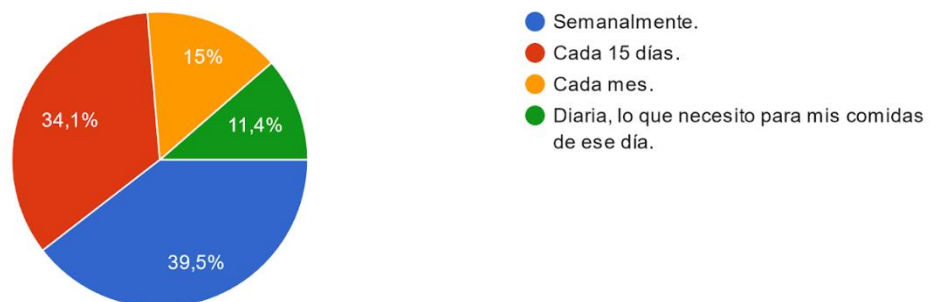 15%
34,1%
11,4%
39,5%
Semanalmente.
Cada 15 días.
Cada mes.
Diaria, lo que necesito para mis comidas
de ese día.